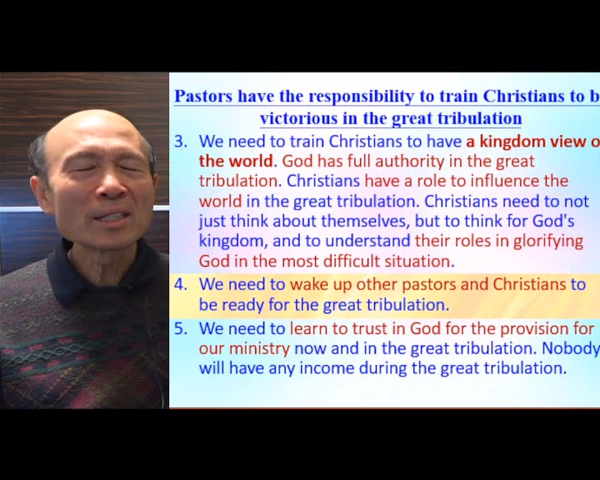 Pastors have the responsibility to train Christians to b
victorious in the great tribulation
3. We need to train Christians to have a kingdom view o
the world. God has full authority in the great
tribulation. Christians have a role to influence the
world in the great tribulation. Christians need to not
just think about themselves, but to think for God's
kingdom, and to understand their roles in glorifying
God in the most difficult situation.
4. We need to wake up other pastors and Christians to
be ready for the great tribulation.
5. We need to learn to trust in God for the provision for
our ministry now and in the great tribulation. Nobody
will have any income during the great tribulation.